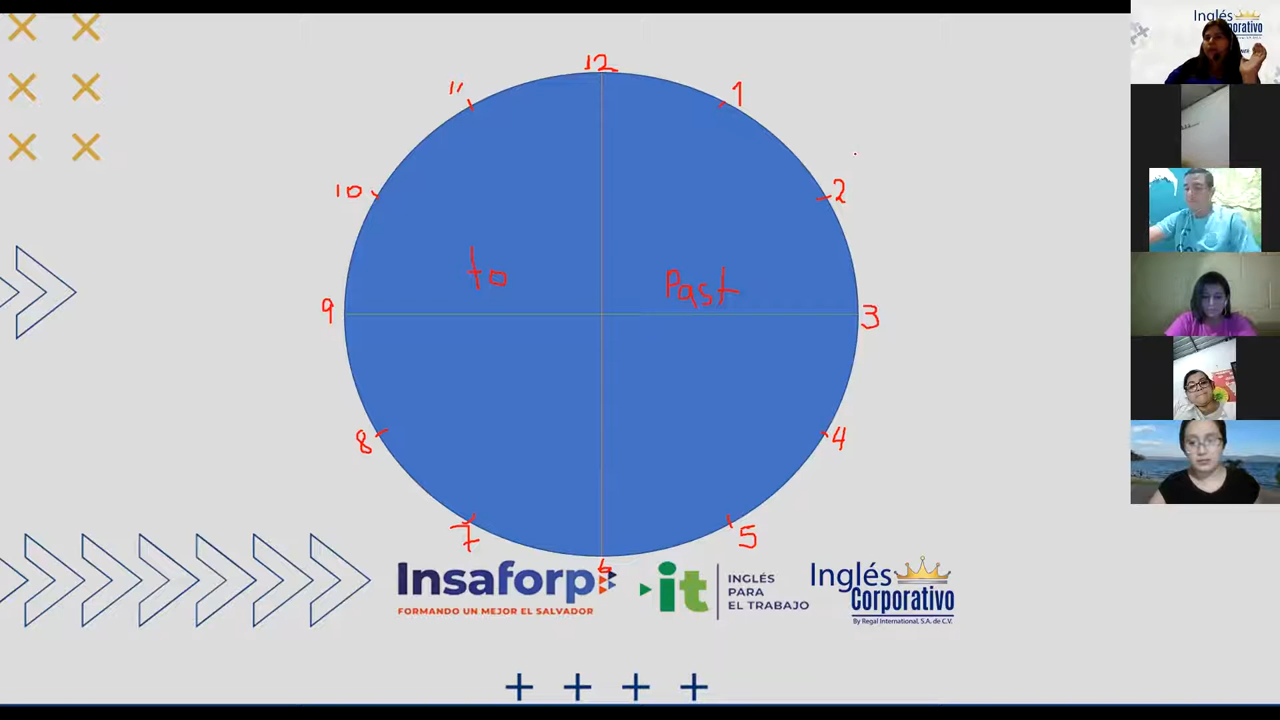 12
11
1
10
2
to
Past
9
3
8
4
7
5
6
Insaforp
FORMANDO UN MEJOR EL SALVADOR
it
INGLÉS
PARA
EL TRABAJO
Inglés
Corporativo
By Regal International, S.A. de C.V.
Inglés